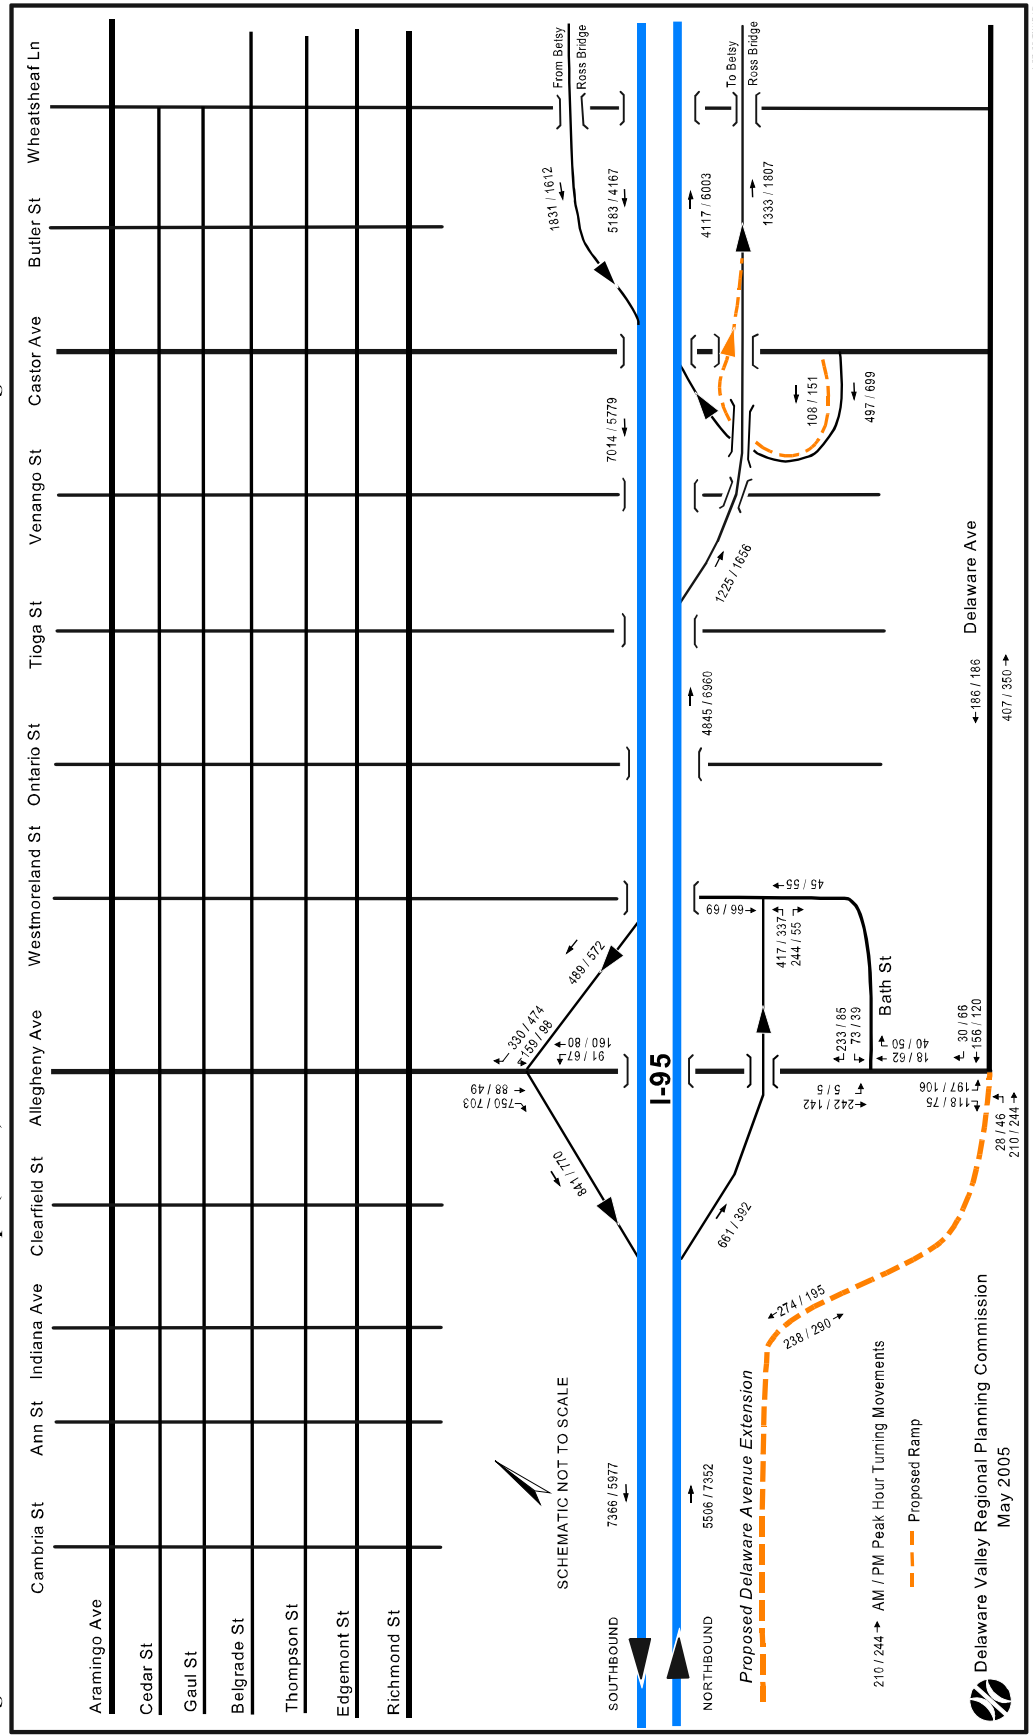 Wheatsheaf Ln
Butler St
Castor Ave
Venango St
Tioga St
Ontario St
Westmoreland St
Allegheny Ave
Clearfield St
Indiana Ave
Ann St
Cambria St
Aramingo Ave
Cedar St
Gaul St
Belgrade St
Thompson St
Edgemont St
Richmond St
From Betsy
Ross Bridge
To Betsy
Ross Bridge
1831 / 1612
5183 / 4167
4117 / 6003
1333 / 1807
7014 / 5779
108 / 151
497 / 699
1225 / 1656
4845 / 6960
Delaware Ave
186 / 186
407 / 350
489 / 572
330 / 474
159 / 98
160 / 80
91 / 67
88 / 49
750 / 703
841 / 770
I-95
66 / 69
45 / 55
417 / 337
244 / 55
Bath St
233 / 85
73 / 39
40 / 50
18 / 62
5 / 5
242 / 142
30 / 66
156 / 120
197 / 106
118 / 75
28 / 46
210 / 244
661 / 392
274 / 195
238 / 290
SCHEMATIC NOT TO SCALE
7366 / 5977
5506 / 7352
SOUTHBOUND
NORTHBOUND
Proposed Delaware Avenue Extension
210 / 244 → AM / PM Peak Hour Turning Movements
Proposed Ramp
Delaware Valley Regional Planning Commission
May 2005